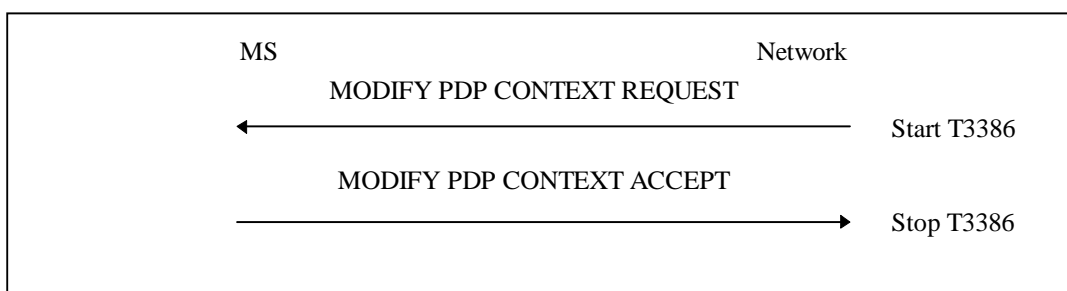 MS Network
MODIFY PDP CONTEXT REQUEST
Start T3386
MODIFY PDP CONTEXT ACCEPT
Stop T3386